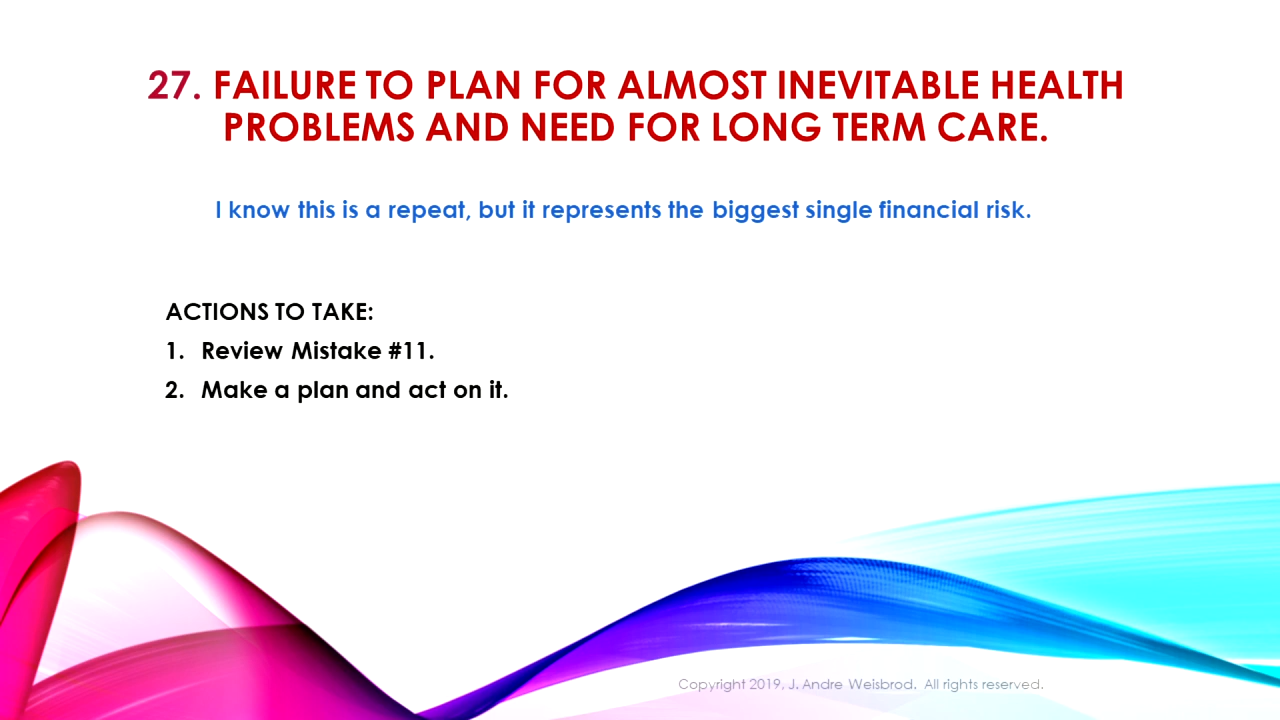 27. FAILURE TO PLAN FOR ALMOST INEVITABLE HEALTH
PROBLEMS AND NEED FOR LONG TERM CARE.
I know this is a repeat, but it represents the biggest single financial risk.
ACTIONS TO TAKE:
1. Review Mistake #11.
2. Make a plan and act on it.
Copyright 2019, J. Andre Weisbrod. All rights reserved.